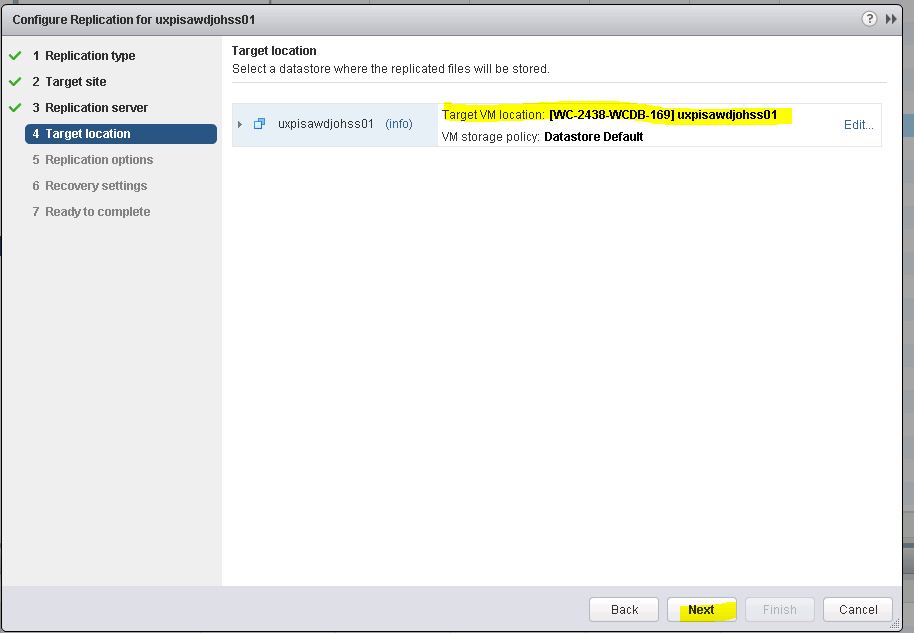 Configure Replication for uxpisawdjohss01
?
1 Replication type
2 Target site
3 Replication server
4 Target location
5 Replication options
6 Recovery settings
7 Ready to complete
Target location
Select a datastore where the replicated files will be stored.
uxpisawdjohss01 (info)
Target VM location: [WC-2438-WCDB-169] uxpisawdjohss01
VM storage policy: Datastore Default
Edit...
Back
Next
Finish
Cancel